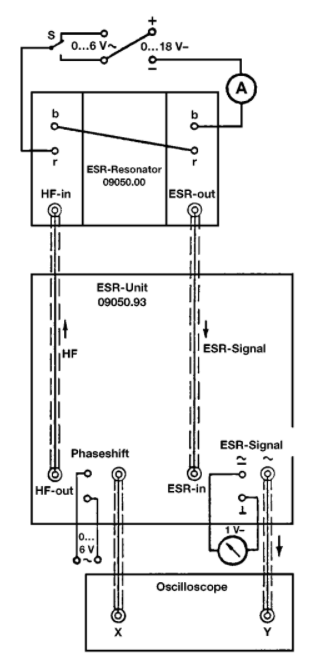 +
S
0...6 V~
0...18 V–
–
A
b
b
r
r
ESR-Resonator
09050.00
HF-in
ESR-out
ESR-Unit
09050.93
HF
ESR-Signal
Phaseshift
ESR-Signal
≃
~
HF-out
ESR-in
⊥
0...
6 V
~
1 V–
Oscilloscope
X
Y